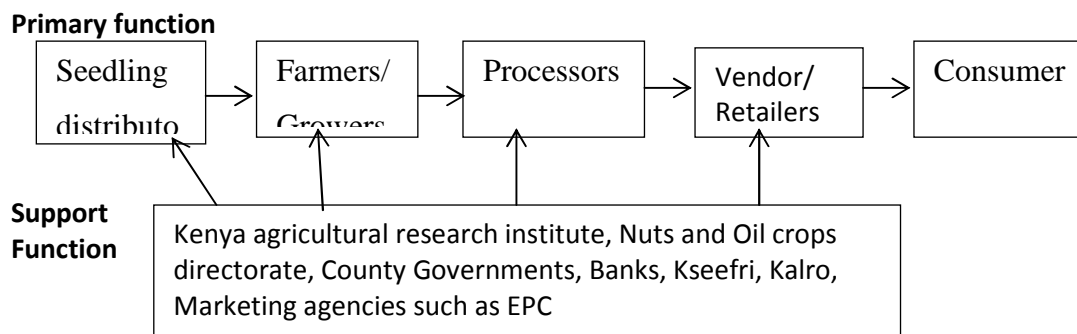 Primary function
Seedling
distributo
Farmers/
Growers
Processors
Vendor/
Retailers
Consumer
Support
Function
Kenya agricultural research institute, Nuts and Oil crops
directorate, County Governments, Banks, Kseefri, Kalro,
Marketing agencies such as EPC